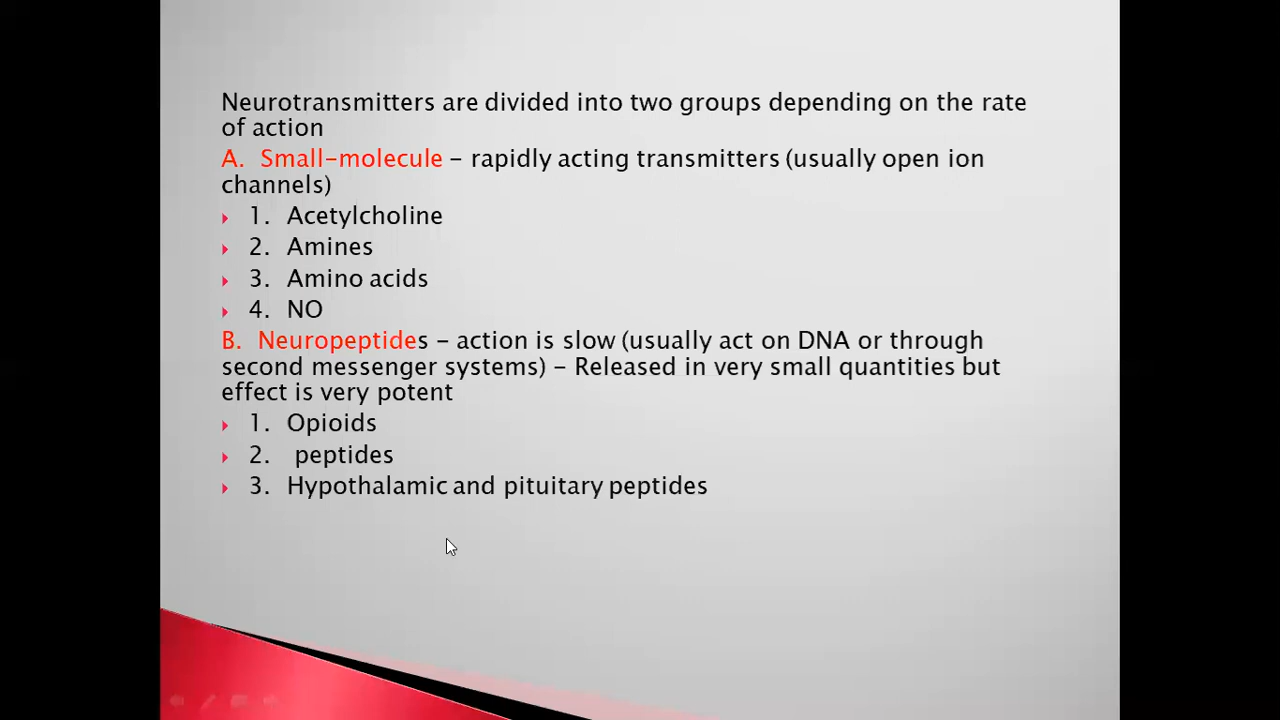 Neurotransmitters are divided into two groups depending on the rate
of action
A. Small-molecule – rapidly acting transmitters (usually open ion
channels)
1. Acetylcholine
2. Amines
3. Amino acids
4. NO
B. Neuropeptides – action is slow (usually act on DNA or through
second messenger systems) – Released in very small quantities but
effect is very potent
1. Opioids
2. peptides
3. Hypothalamic and pituitary peptides